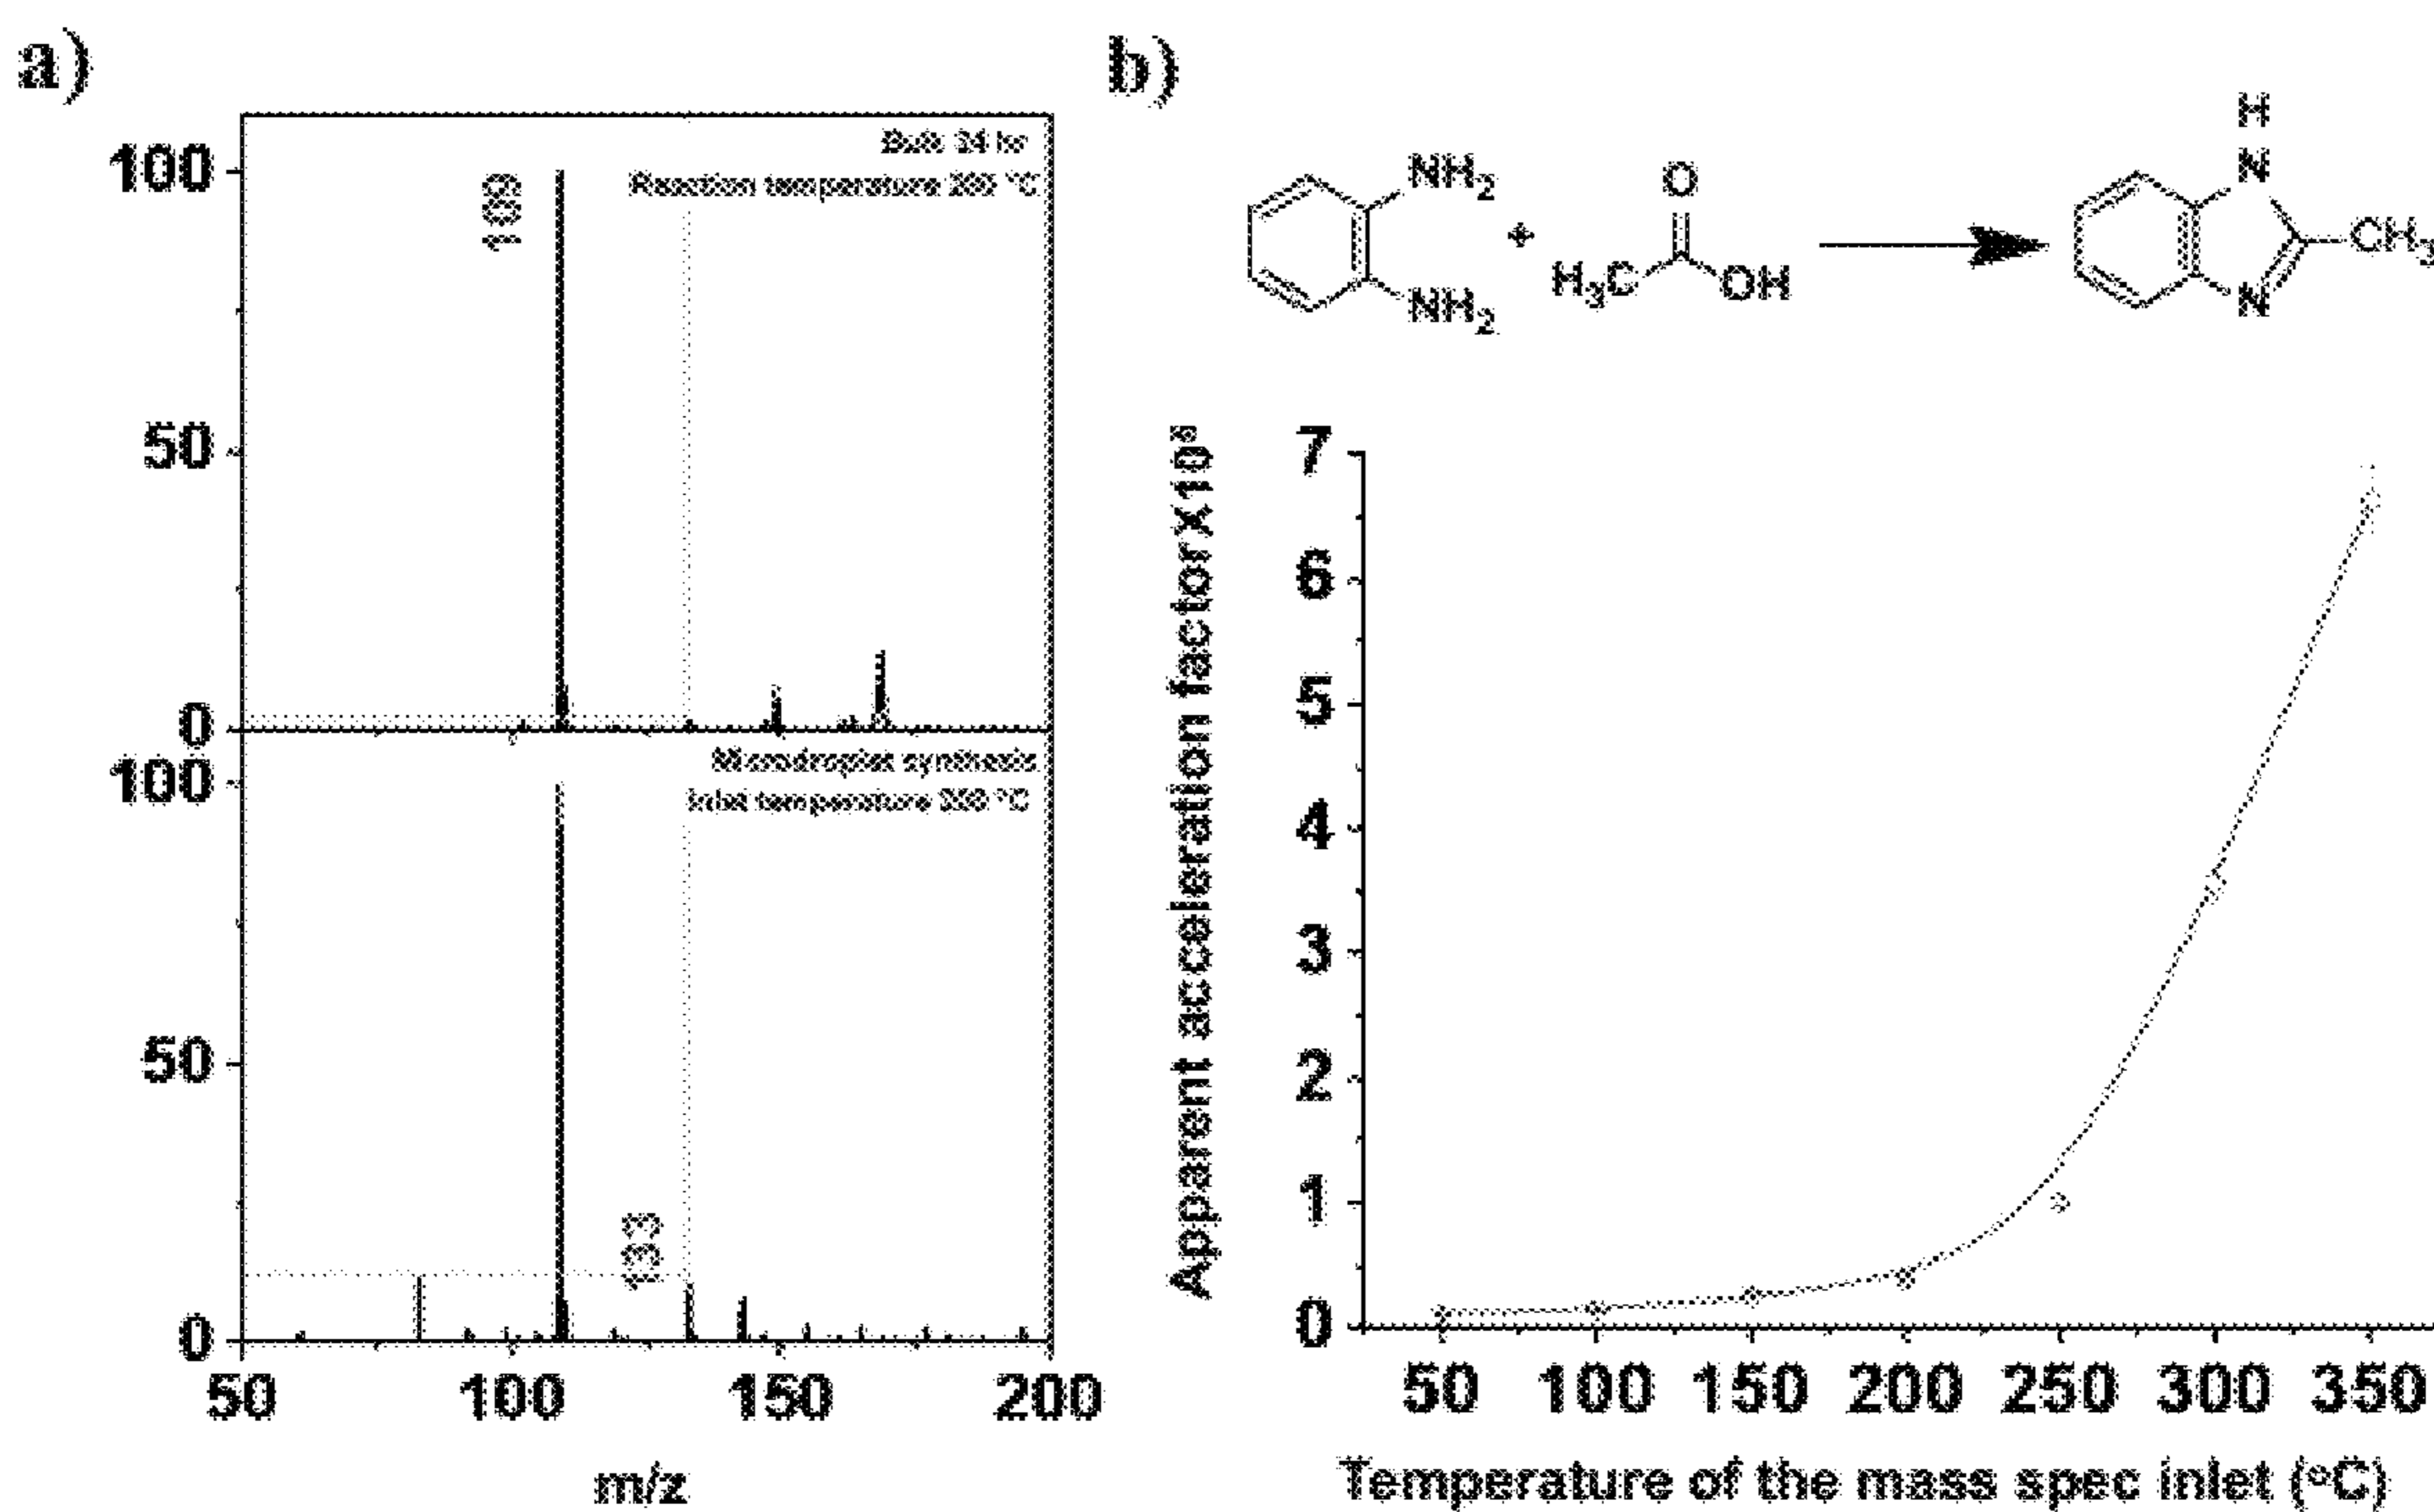 a)
100
50
0
109
Bulk 24 hr
Reaction temperature °C
100
50
0
133
Microdroplet synthesis
Inlet temperature °C
50 100 150 200
m/z
b)
NH2
NH2
+
O
H3C
OH
H
N
N
CH3
Apparent acceleration factor
7
6
5
4
3
2
1
0
50 100 150 200 250 300 350
Temperature of the mass spec inlet (°C)